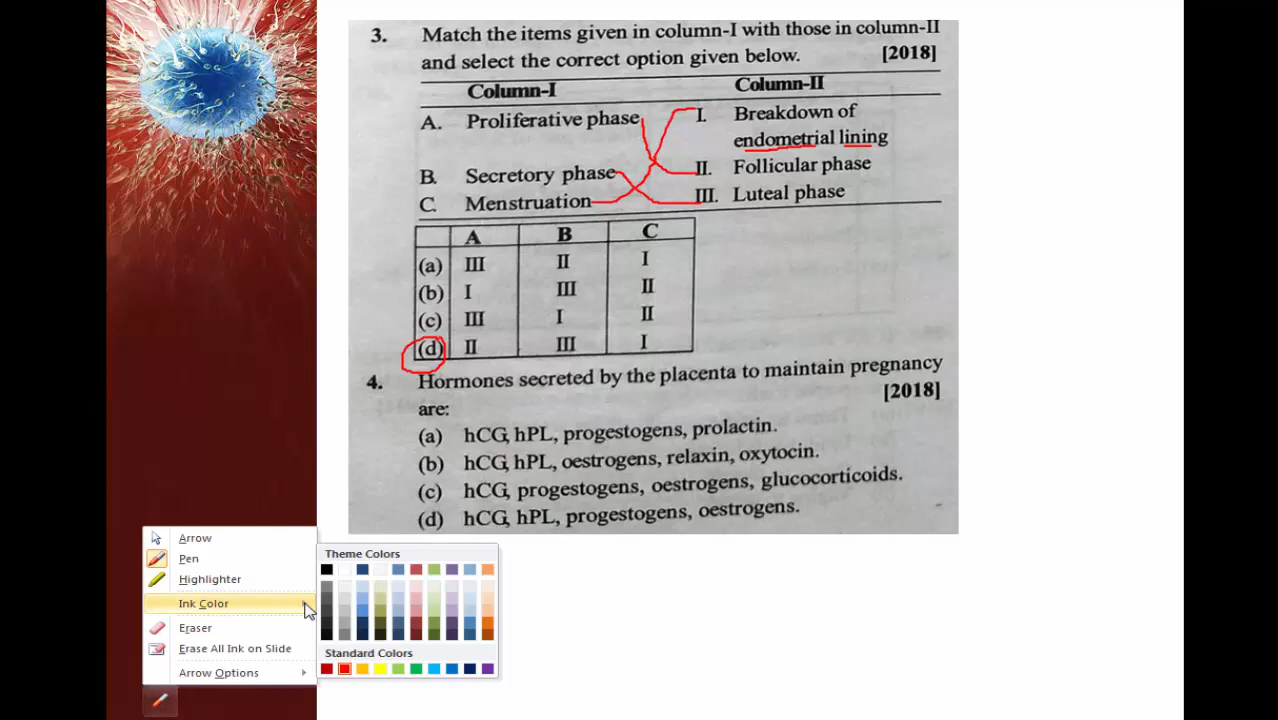 3. Match the items given in column-I with those in column-II
and select the correct option given below. [2018]
Column-I Column-II
A. Proliferative phase I. Breakdown of
endometrial lining
B. Secretory phase II. Follicular phase
C. Menstruation III. Luteal phase
A B C
(a) III II I
(b) I III II
(c) III I II
(d) II III I
4. Hormones secreted by the placenta to maintain pregnancy
are: [2018]
(a) hCG, hPL, progestogens, prolactin.
(b) hCG, hPL, oestrogens, relaxin, oxytocin.
(c) hCG, progestogens, oestrogens, glucocorticoids.
(d) hCG, hPL, progestogens, oestrogens.
Arrow
Pen
Highlighter
Ink Color
Eraser
Erase All Ink on Slide
Arrow Options
Theme Colors
Standard Colors